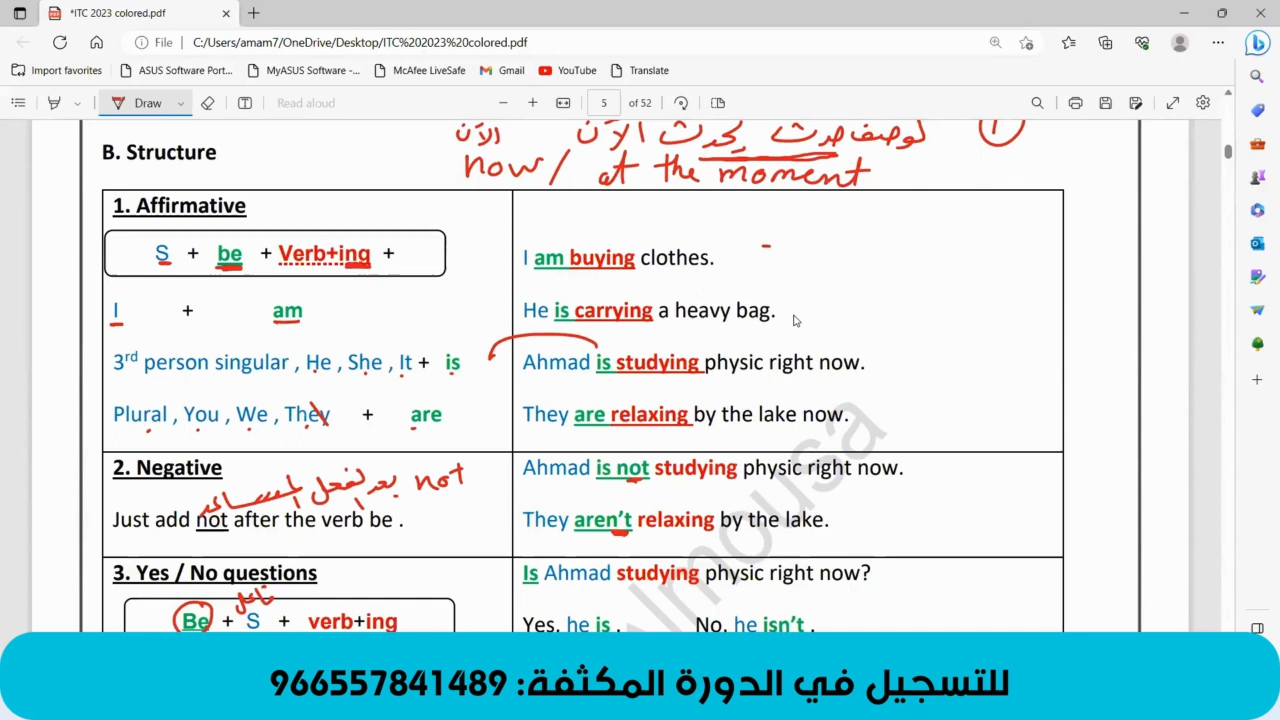 *ITC 2023 colored.pdf
File C:/Users/amam7/OneDrive/Desktop/ITC%202023%20colored.pdf
Import favorites ASUS Software Port... MyASUS Software -... McAfee LiveSafe Gmail YouTube Translate
Draw Read aloud 5 of 52
لوصف حدث يحدث الآن الآن
B. Structure
now / at the moment
1. Affirmative
S + be + Verb+ing +
I am buying clothes.
I + am
He is carrying a heavy bag.
3rd person singular , He , She , It + is
Ahmad is studying physic right now.
Plural , You , We , They + are
They are relaxing by the lake now.
2. Negative
Ahmad is not studying physic right now.
not بعد الفعل المساعد
Just add not after the verb be .
They aren't relaxing by the lake.
3. Yes / No questions
Is Ahmad studying physic right now?
فاعل
Be + S + verb+ing
Yes, he is . No, he isn't .
almousa
للتسجيل في الدورة المكثفة: 966557841489